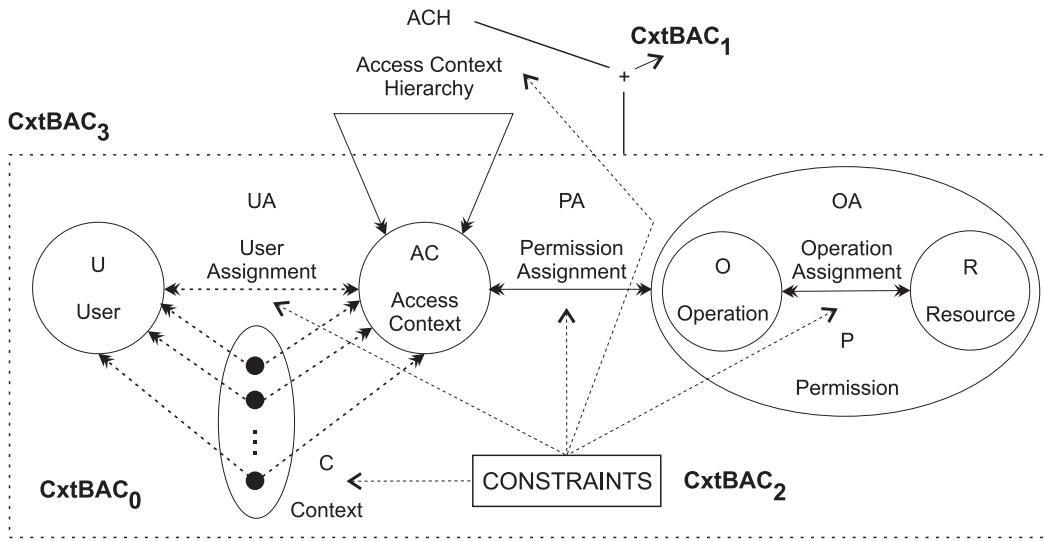 ACH
CxtBAC1
+
Access Context
Hierarchy
CxtBAC3
UA
PA
OA
U
User
User
Assignment
AC
Access
Context
Permission
Assignment
O
Operation
Operation
Assignment
R
Resource
P
Permission
C
Context
CxtBAC0
CONSTRAINTS
CxtBAC2